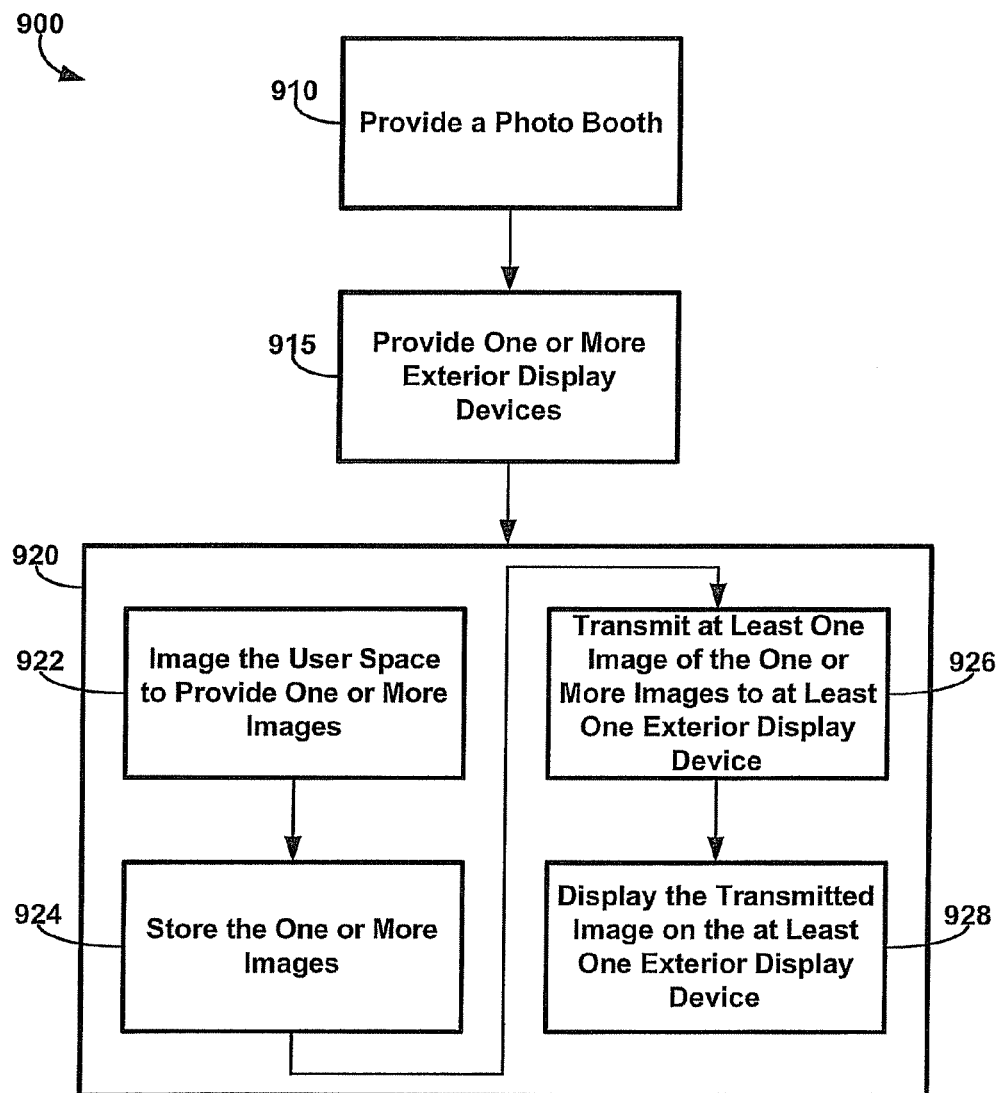 900
910
Provide a Photo Booth
915
Provide One or More
Exterior Display
Devices
920
922
Image the User Space
to Provide One or More
Images
924
Store the One or More
Images
Transmit at Least One
Image of the One or
More Images to at Least
One Exterior Display
Device
926
Display the Transmitted
Image on the at Least
One Exterior Display
Device
928